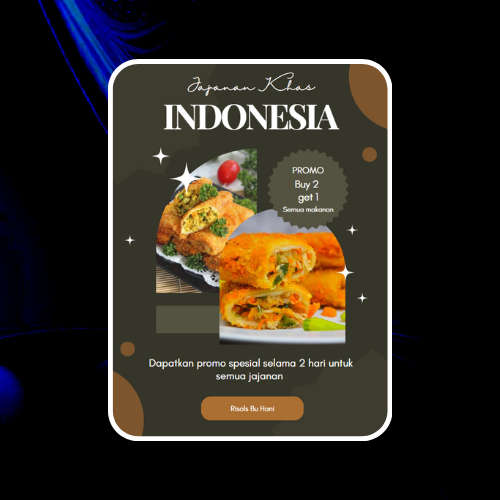 Jajanan Khas
INDONESIA
PROMO
Buy 2
get 1
Semua makanan
Dapatkan promo spesial selama 2 hari untuk
semua jajanan
Risols Bu Hani